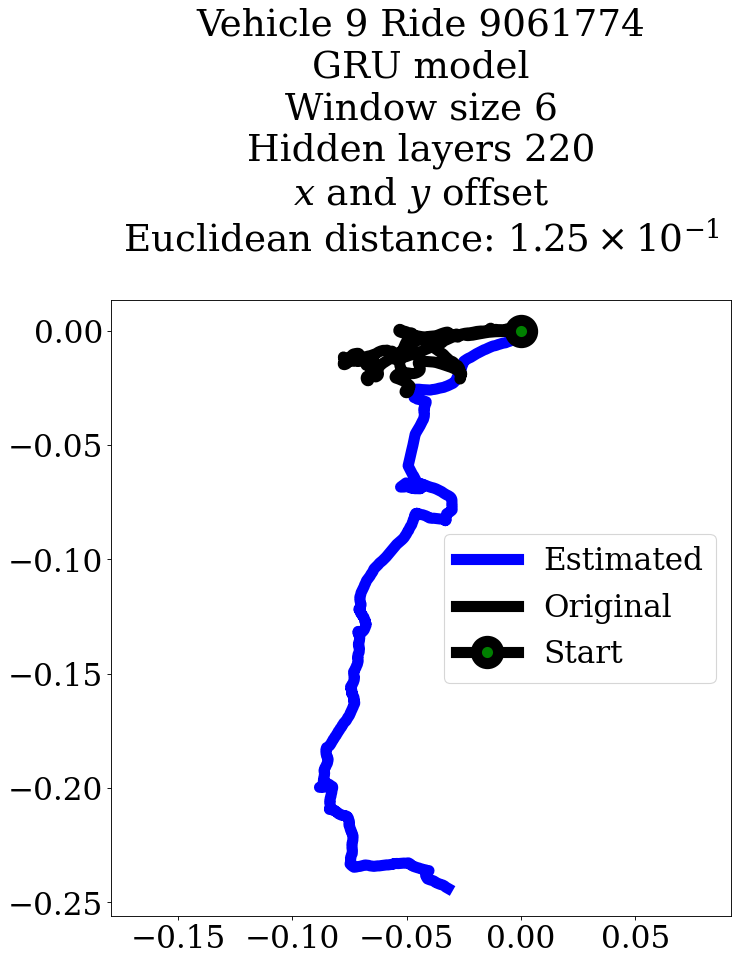 Vehicle 9 Ride 9061774
GRU model
Window size 6
Hidden layers 220
x and y offset
Euclidean distance: 1.25 × 10⁻¹
0.00
−0.05
−0.10
−0.15
−0.20
−0.25
Estimated
Original
Start
−0.15 −0.10 −0.05 0.00 0.05